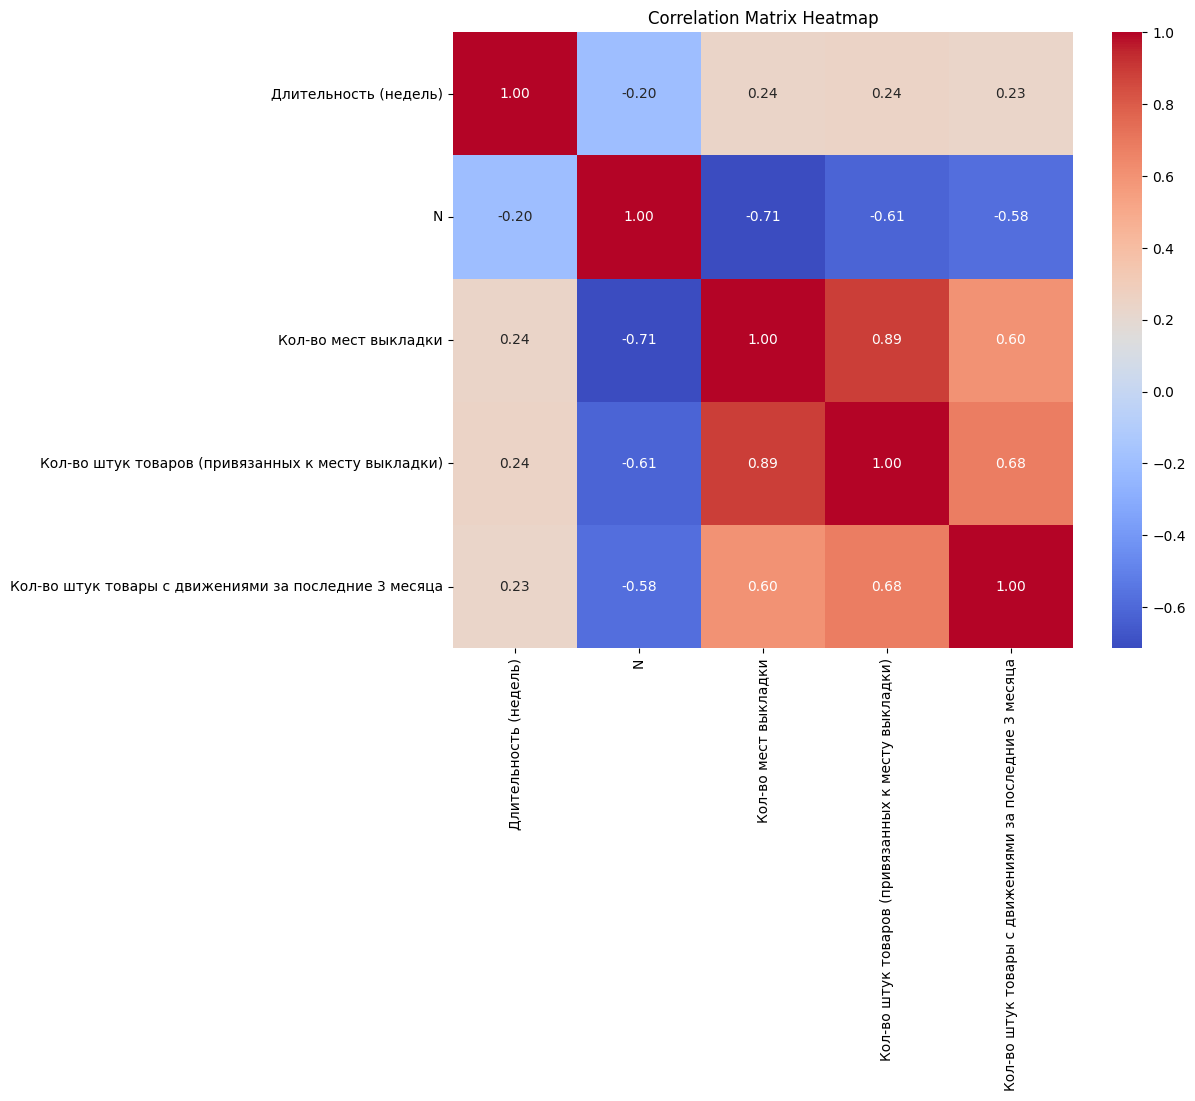 Correlation Matrix Heatmap
Длительность (недель) 1.00 -0.20 0.24 0.24 0.23
N -0.20 1.00 -0.71 -0.61 -0.58
Кол-во мест выкладки 0.24 -0.71 1.00 0.89 0.60
Кол-во штук товаров (привязанных к месту выкладки) 0.24 -0.61 0.89 1.00 0.68
Кол-во штук товары с движениями за последние 3 месяца 0.23 -0.58 0.60 0.68 1.00
Длительность (недель)
N
Кол-во мест выкладки
Кол-во штук товаров (привязанных к месту выкладки)
Кол-во штук товары с движениями за последние 3 месяца
1.0
0.8
0.6
0.4
0.2
0.0
−0.2
−0.4
−0.6